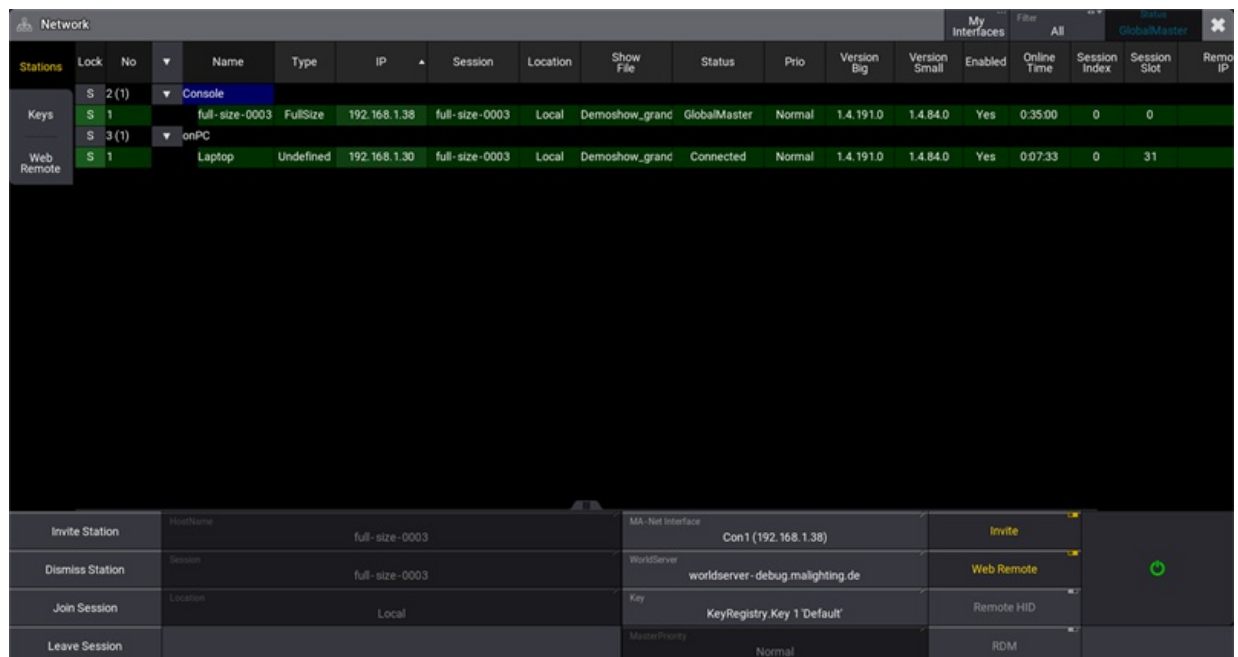 Network
My Interfaces
Filter
All
Status
GlobalMaster
Stations
Keys
Web Remote
Lock No Name Type IP Session Location Show File Status Prio Version Big Version Small Enabled Online Time Session Index Session Slot Remo IP
S 2 (1) Console
S 1 full-size-0003 FullSize 192.168.1.38 full-size-0003 Local Demoshow_grand GlobalMaster Normal 1.4.191.0 1.4.84.0 Yes 0:35:00 0 0
S 3 (1) onPC
S 1 Laptop Undefined 192.168.1.30 full-size-0003 Local Demoshow_grand Connected Normal 1.4.191.0 1.4.84.0 Yes 0:07:33 0 31
Invite Station
HostName
full-size-0003
MA-Net Interface
Con1 (192.168.1.38)
Invite
Dismiss Station
Session
full-size-0003
WorldServer
worldserver-debug.malighting.de
Web Remote
Join Session
Location
Local
Key
KeyRegistry.Key 1 'Default'
Remote HID
Leave Session
MasterPriority
Normal
RDM